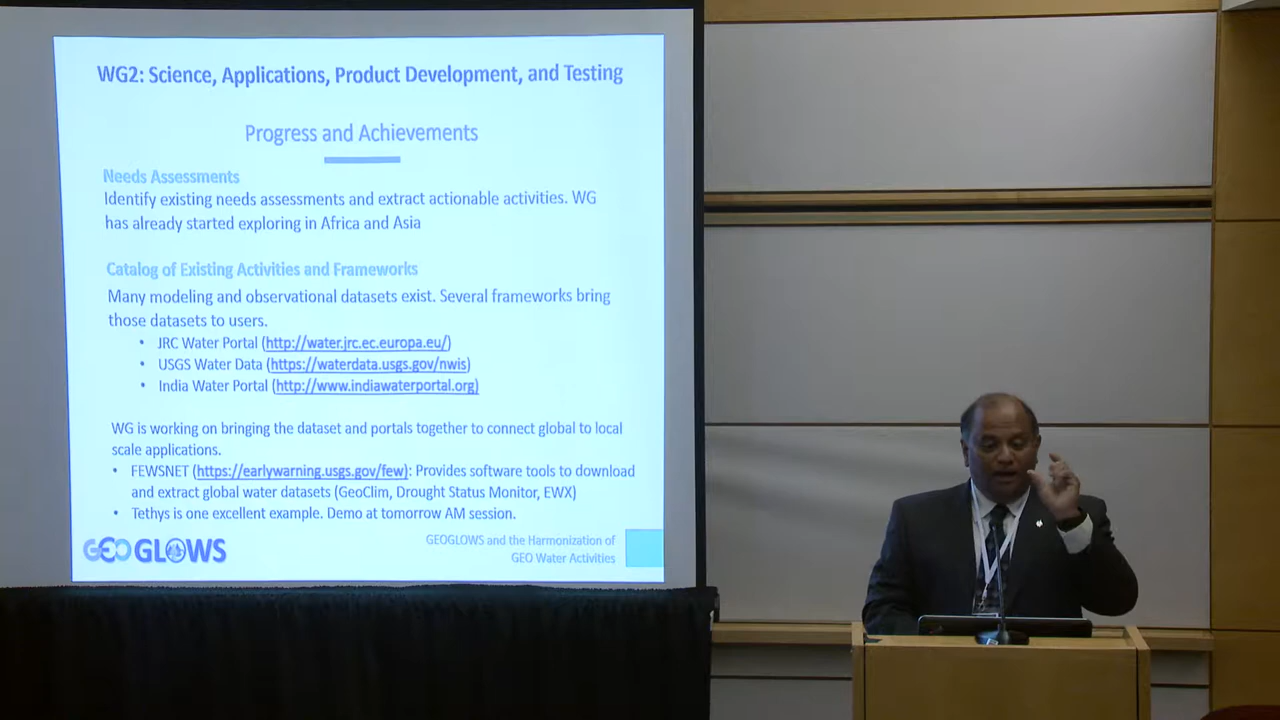 WG2: Science, Applications, Product Development, and Testing
Progress and Achievements
Needs Assessments
Identify existing needs assessments and extract actionable activities. WG
has already started exploring in Africa and Asia
Catalog of Existing Activities and Frameworks
Many modeling and observational datasets exist. Several frameworks bring
those datasets to users.
• JRC Water Portal (http://water.jrc.ec.europa.eu/)
• USGS Water Data (https://waterdata.usgs.gov/nwis)
• India Water Portal (http://www.indiawaterportal.org)
WG is working on bringing the dataset and portals together to connect global to local
scale applications.
• FEWSNET (https://earlywarning.usgs.gov/few): Provides software tools to download
and extract global water datasets (GeoClim, Drought Status Monitor, EWX)
• Tethys is one excellent example. Demo at tomorrow AM session.
GEOGLOWS
GEOGLOWS and the Harmonization of
GEO Water Activities